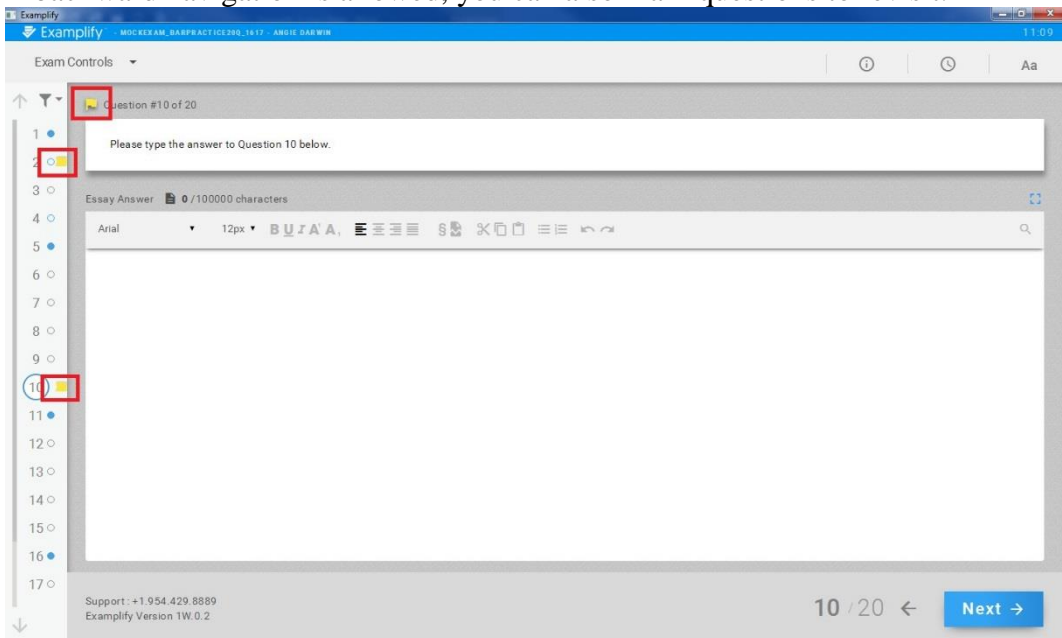 Examplify
Examplify - MOCKEXAM_BARPRACTICE20Q_1617 - ANGIE DARWIN 11:09
Exam Controls Aa
Question #10 of 20
Please type the answer to Question 10 below.
Essay Answer 0 /100000 characters
Arial 12px B U I A A
1
2
3
4
5
6
7
8
9
10
11
12
13
14
15
16
17
Support : +1.954.429.8889
Examplify Version 1W.0.2
10 / 20 ← Next →